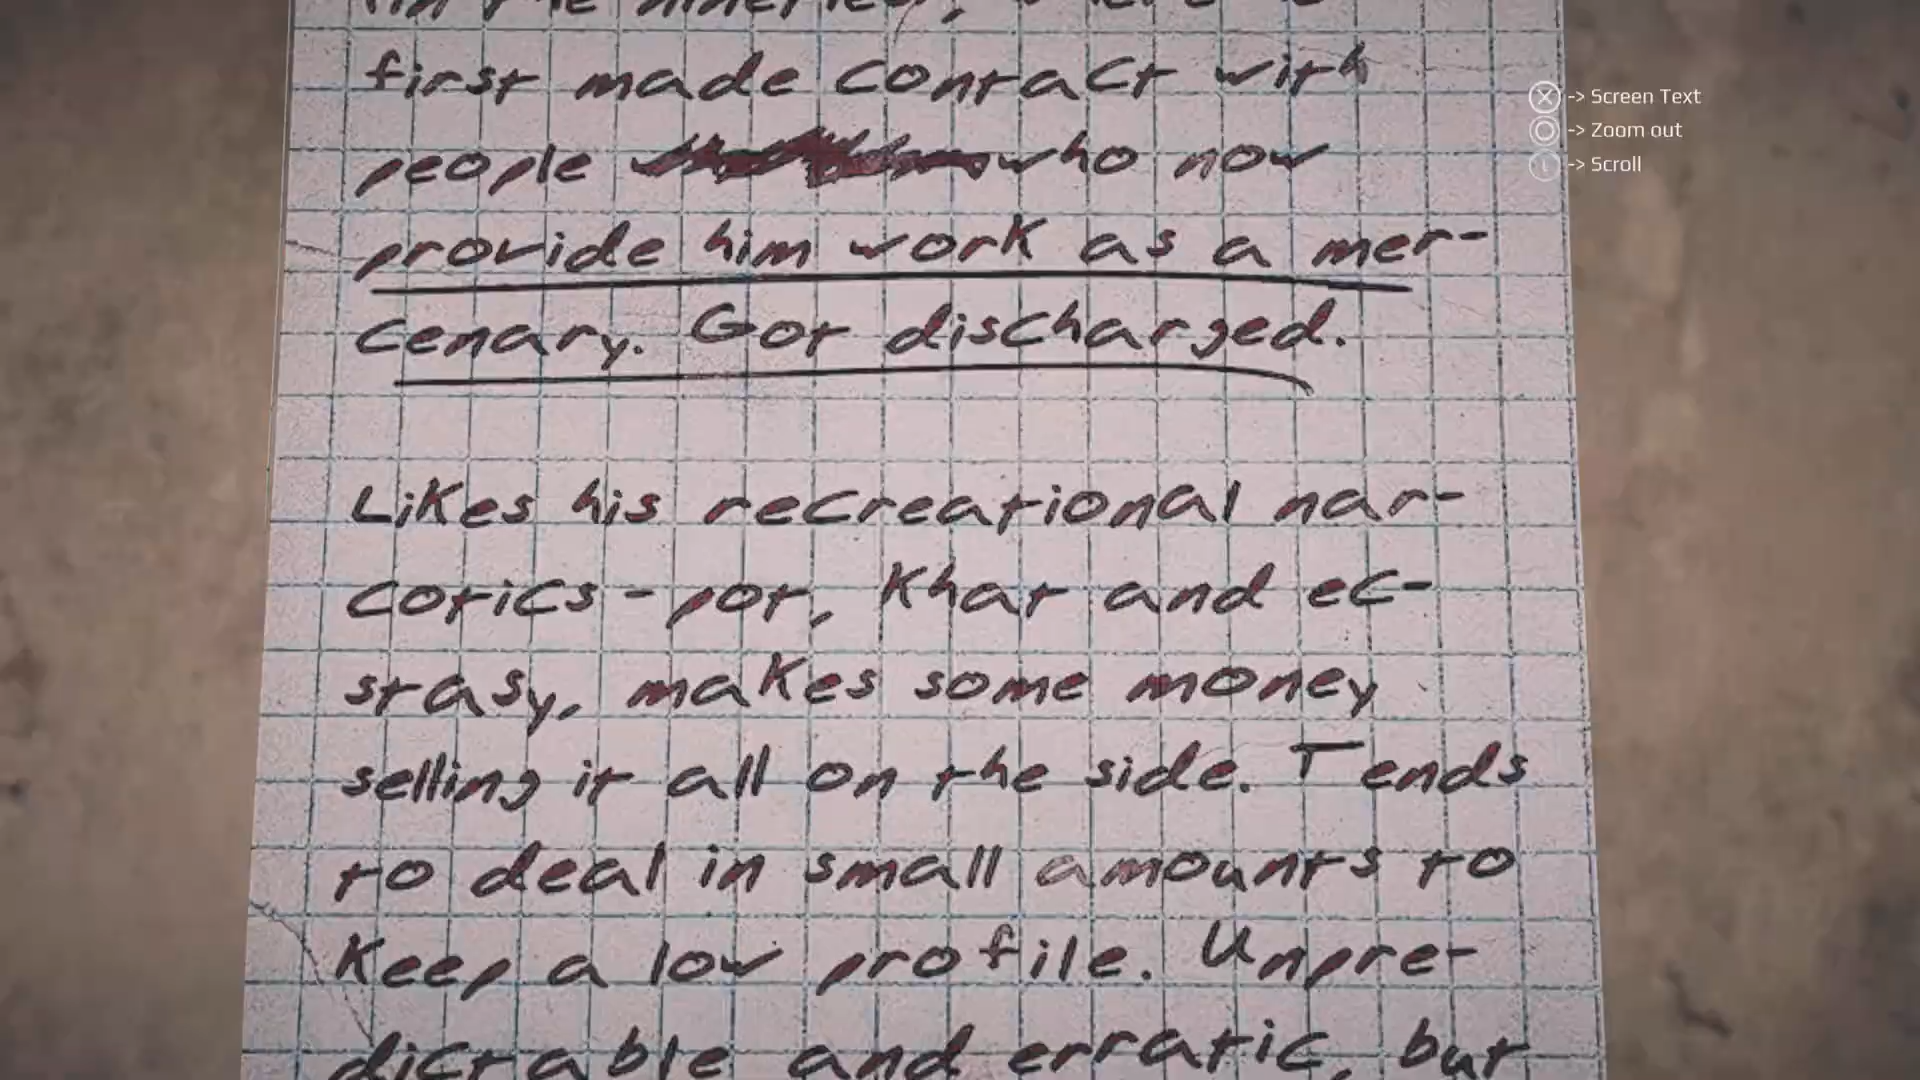 first made contact with
people who now
provide him work as a mer-
cenary. Got discharged.
Likes his recreational nar-
cotics - pot, Khat and ec-
stasy, makes some money
selling it all on the side. Tends
to deal in small amounts to
Keep a low profile. Unpre-
dictable and erratic, but
X -> Screen Text
O -> Zoom out
L -> Scroll